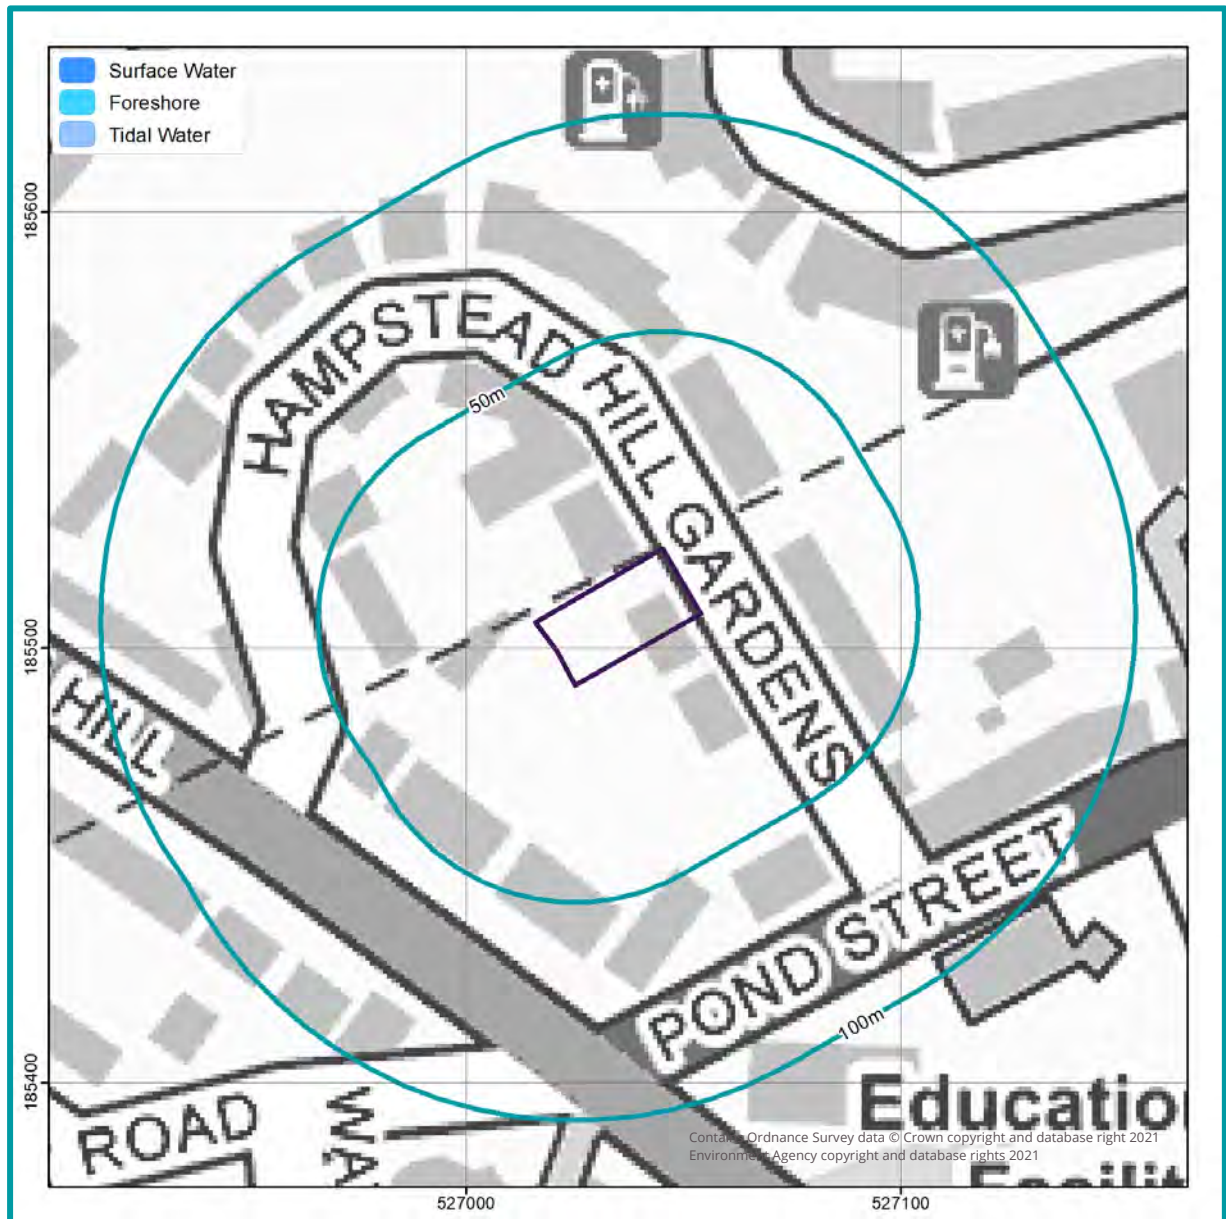 Surface Water
Foreshore
Tidal Water
185600
HAMPSTEAD HILL GARDENS
50m
185500
HILL
POND STREET
100m
185400
ROAD
Educatio
Contains Ordnance Survey data © Crown copyright and database right 2021
Environment Agency copyright and database rights 2021
527000
527100